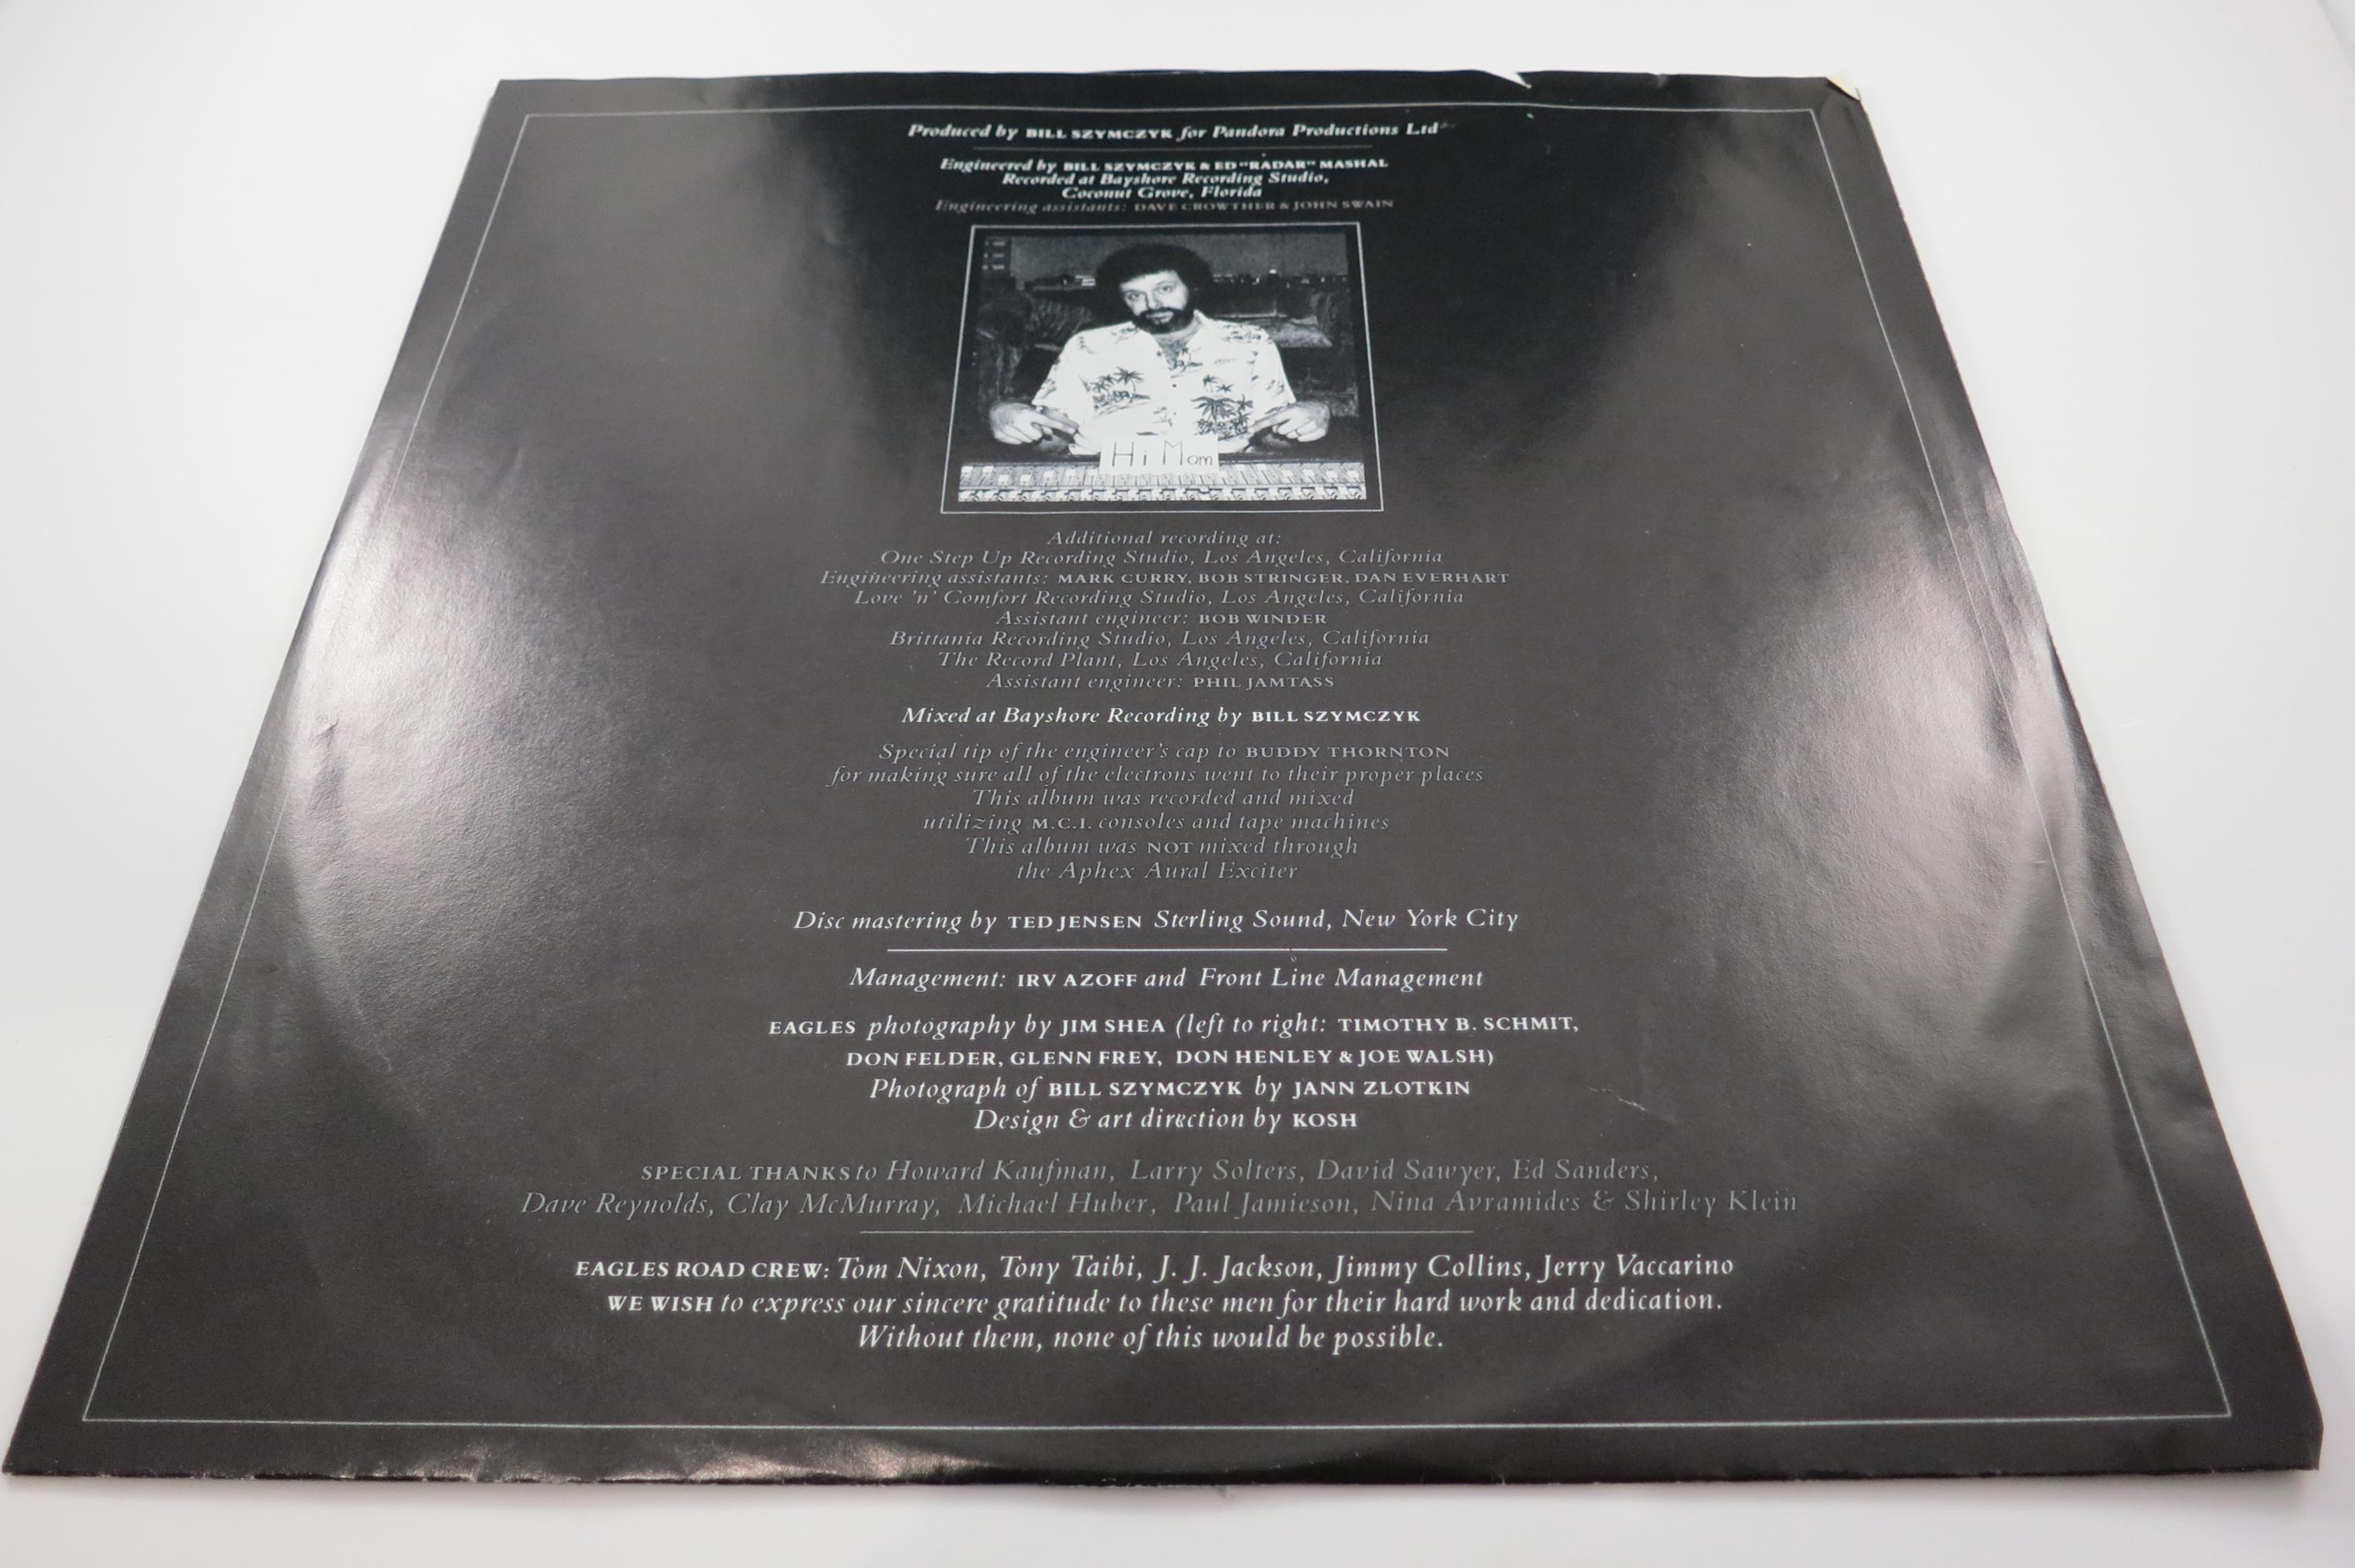 Produced by BILL SZYMCZYK for Pandora Productions Ltd
Engineered by BILL SZYMCZYK & ED "RADAR" MASHAL
Recorded at Bayshore Recording Studio,
Coconut Grove, Florida
Engineering assistants: DAVE CROWTHER & JOHN SWAIN
Hi Mom
Additional recording at:
One Step Up Recording Studio, Los Angeles, California
Engineering assistants: MARK CURRY, BOB STRINGER, DAN EVERHART
Love 'n' Comfort Recording Studio, Los Angeles, California
Assistant engineer: BOB WINDER
Brittania Recording Studio, Los Angeles, California
The Record Plant, Los Angeles, California
Assistant engineer: PHIL JAMTASS
Mixed at Bayshore Recording by BILL SZYMCZYK
Special tip of the engineer's cap to BUDDY THORNTON
for making sure all of the electrons went to their proper places
This album was recorded and mixed
utilizing M.C.I. consoles and tape machines
This album was NOT mixed through
the Aphex Aural Exciter
Disc mastering by TED JENSEN Sterling Sound, New York City
Management: IRV AZOFF and Front Line Management
EAGLES photography by JIM SHEA (left to right: TIMOTHY B. SCHMIT,
DON FELDER, GLENN FREY, DON HENLEY & JOE WALSH)
Photograph of BILL SZYMCZYK by JANN ZLOTKIN
Design & art direction by KOSH
SPECIAL THANKS to Howard Kaufman, Larry Solters, David Sawyer, Ed Sanders,
Dave Reynolds, Clay McMurray, Michael Huber, Paul Jamieson, Nina Avramides & Shirley Klein
EAGLES ROAD CREW: Tom Nixon, Tony Taibi, J. J. Jackson, Jimmy Collins, Jerry Vaccarino
WE WISH to express our sincere gratitude to these men for their hard work and dedication.
Without them, none of this would be possible.